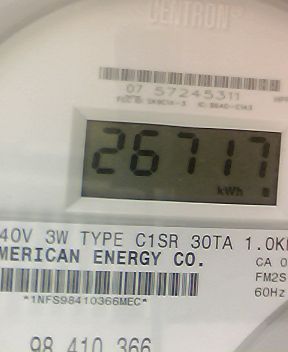 CENTRON®
07 57245311
26717
kWh
40V 3W TYPE C1SR 30TA 1.0K
MERICAN ENERGY CO.
CA 0
FM2S
60Hz
*1NFS98410366MEC*
98 410 366